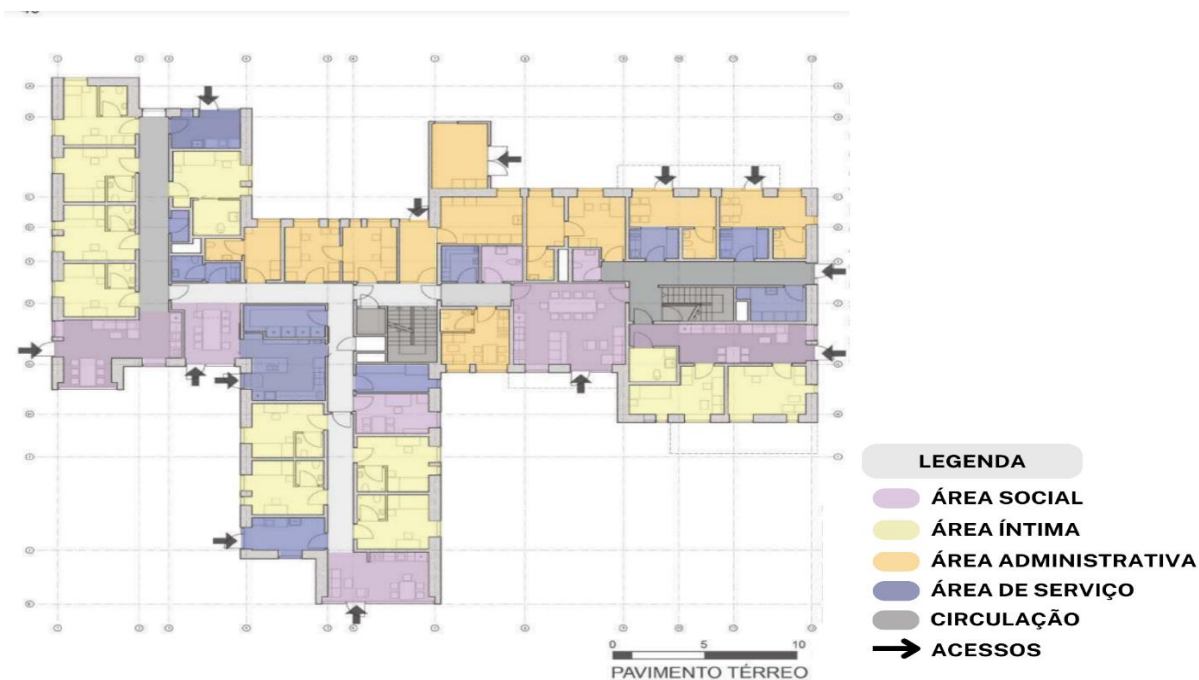 0 5 10
PAVIMENTO TÉRREO
LEGENDA
ÁREA SOCIAL
ÁREA ÍNTIMA
ÁREA ADMINISTRATIVA
ÁREA DE SERVIÇO
CIRCULAÇÃO
ACESSOS